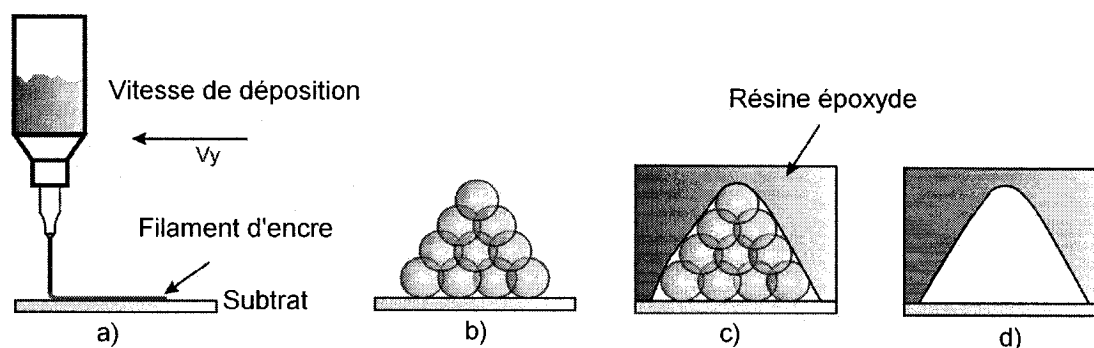 Vitesse de déposition
Vy
Filament d'encre
Subtrat
a)
b)
Résine époxyde
c)
d)